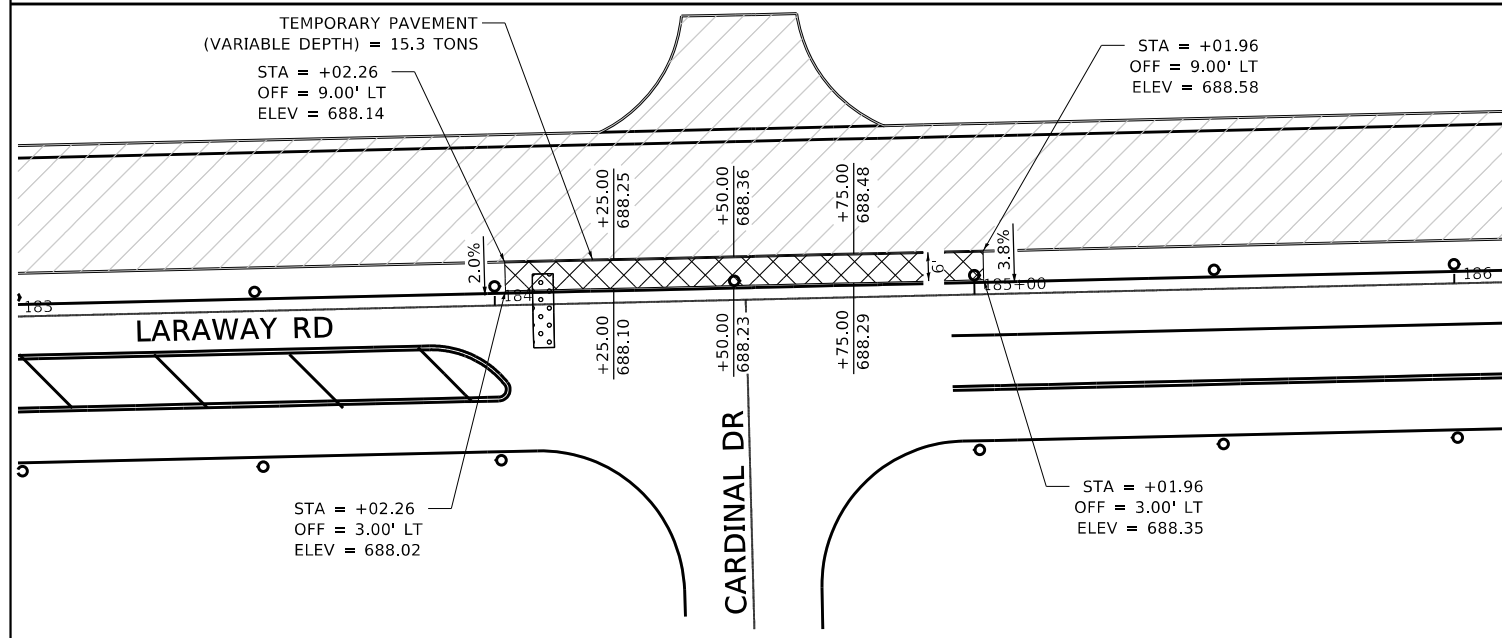 TEMPORARY PAVEMENT
(VARIABLE DEPTH) = 15.3 TONS
STA = +02.26
OFF = 9.00' LT
ELEV = 688.14
STA = +01.96
OFF = 9.00' LT
ELEV = 688.58
+25.00
688.25
+50.00
688.36
+75.00
688.48
2.0%
6'
3.8%
183
184
185+00
186
LARAWAY RD
+25.00
688.10
+50.00
688.23
+75.00
688.29
CARDINAL DR
STA = +02.26
OFF = 3.00' LT
ELEV = 688.02
STA = +01.96
OFF = 3.00' LT
ELEV = 688.35